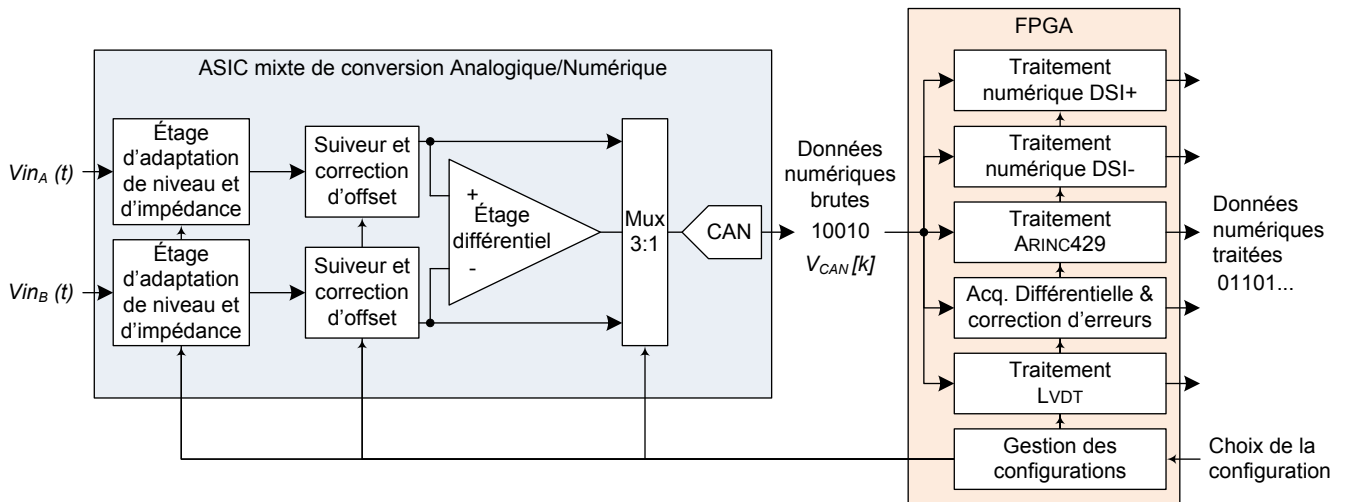 ASIC mixte de conversion Analogique/Numérique
Étage
d'adaptation
de niveau et
d'impédance
Vin_A (t)
Étage
d'adaptation
de niveau et
d'impédance
Vin_B (t)
Suiveur et
correction
d'offset
Suiveur et
correction
d'offset
+
Étage
différentiel
-
Mux
3:1
CAN
Données
numériques
brutes
10010
V_CAN [k]
FPGA
Traitement
numérique DSI+
Traitement
numérique DSI-
Traitement
ARINC429
Acq. Différentielle &
correction d'erreurs
Traitement
LVDT
Gestion des
configurations
Données
numériques
traitées
01101...
Choix de la
configuration